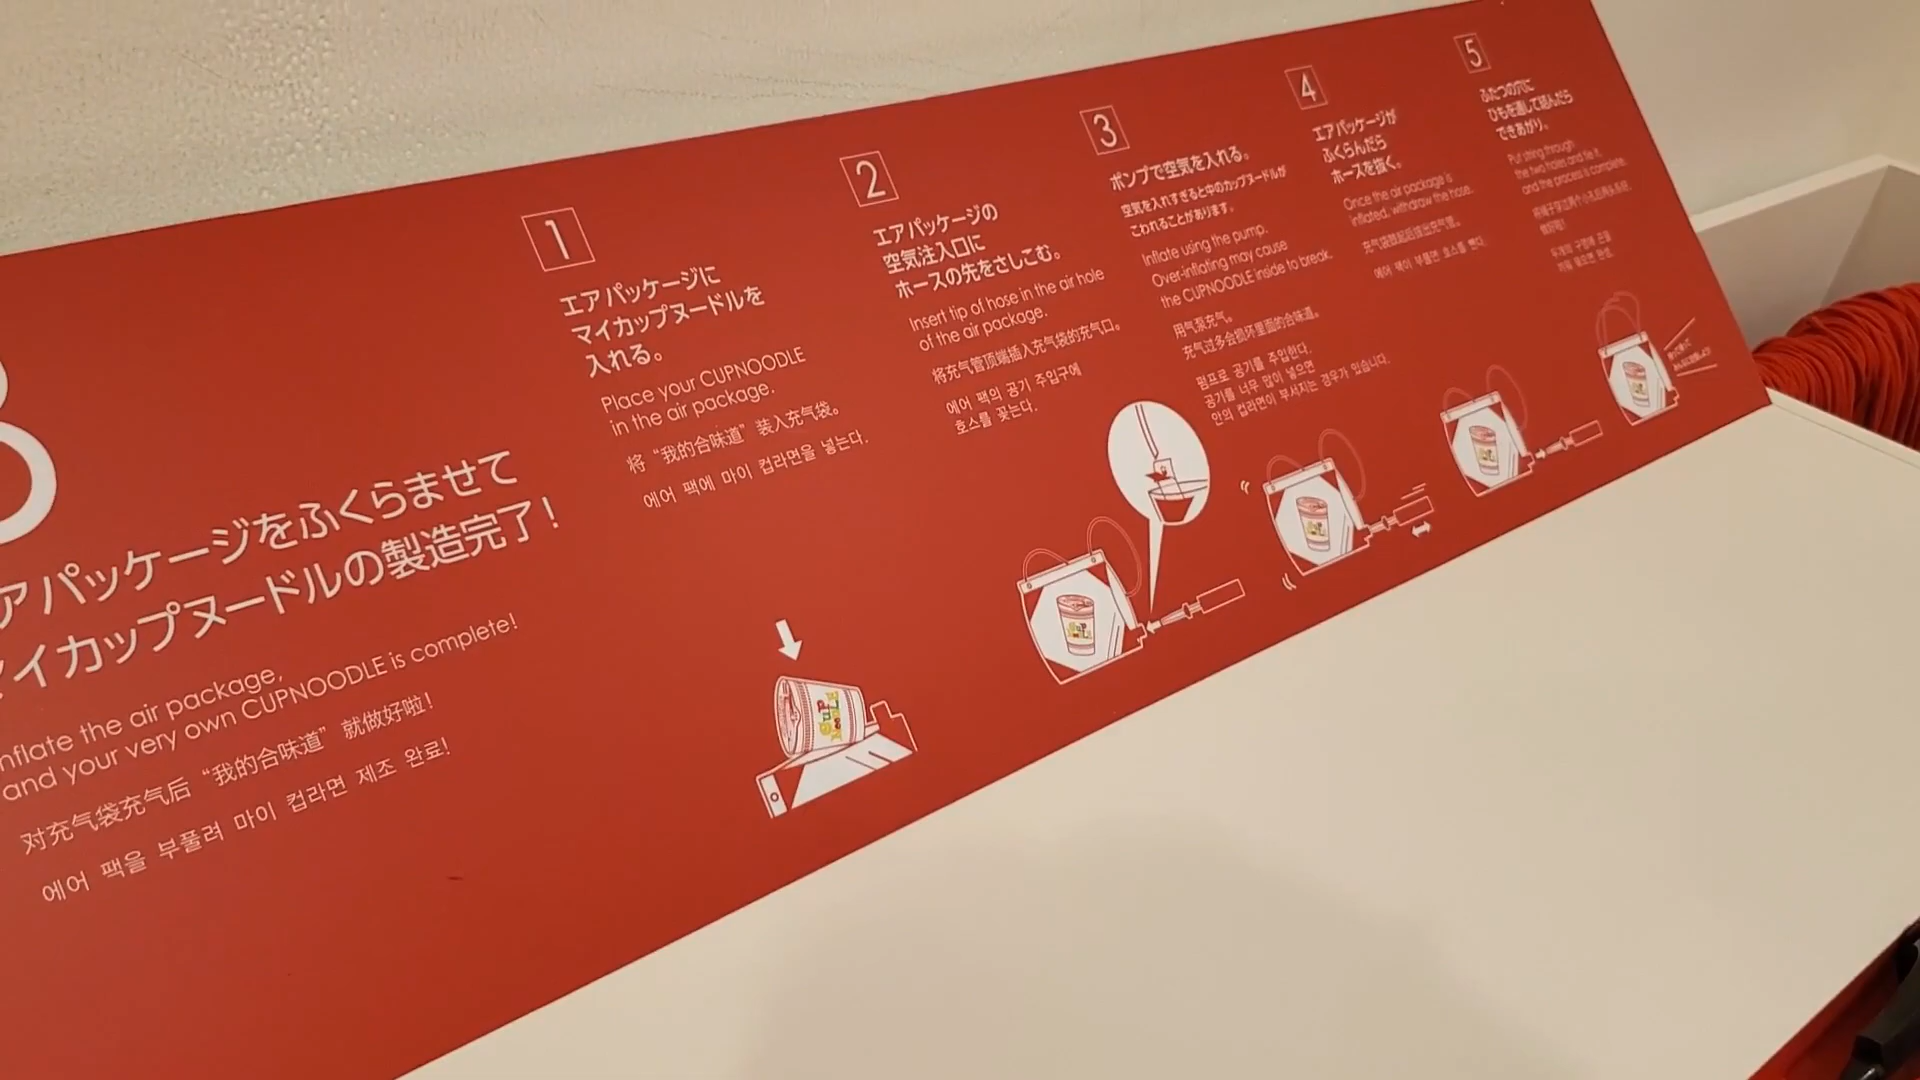 アパッケージをふくらませて
イカップヌードルの製造完了!
nflate the air package,
and your very own CUPNOODLE is complete!
对充气袋充气后“我的合味道”就做好啦!
에어 팩을 부풀려 마이 컵라면 제조 완료!
1
エアパッケージに
マイカップヌードルを
入れる。
Place your CUPNOODLE
in the air package.
将“我的合味道”装入充气袋。
에어 팩에 마이 컵라면을 넣는다.
2
エアパッケージの
空気注入口に
ホースの先をさしこむ。
Insert tip of hose in the air hole
of the air package.
将充气管顶端插入充气袋的充气口。
에어 팩의 공기 주입구에
호스를 꽂는다.
3
ポンプで空気を入れる。
空気を入れすぎると中のカップヌードルが
こわれることがあります。
Inflate using the pump.
Over-inflating may cause
the CUPNOODLE inside to break.
用气泵充气。
充气过多会损坏里面的合味道。
펌프로 공기를 주입한다.
공기를 너무 많이 넣으면
안의 컵라면이 부서지는 경우가 있습니다.
4
エアパッケージが
ふくらんだら
ホースを抜く。
Once the air package is
inflated, withdraw the hose.
充气袋鼓起后拔出充气管。
에어 팩이 부풀면 호스를 뺀다.
5
ふたつの穴に
ひもを通して結んだら
できあがり。
Put string through
the two holes and tie it,
and the process is complete.